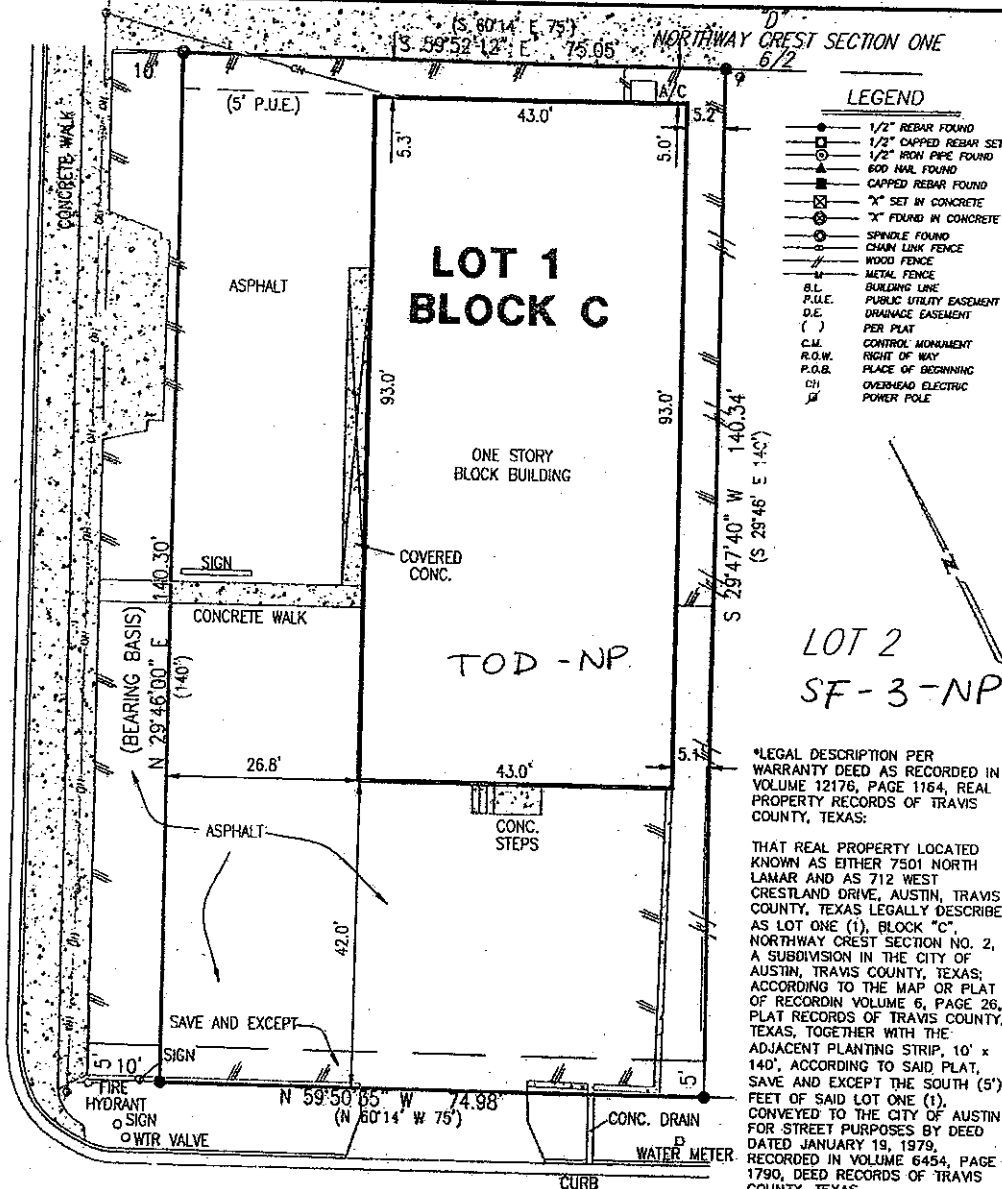 (S 60°14' E 75')
S 59°52'12" E 75.05'
"D"
NORTHWAY CREST SECTION ONE
6/2
10'
(5' P.U.E.)
43.0'
A/C
5.2'
5.3'
5.0'
LEGEND
1/2" REBAR FOUND
1/2" CAPPED REBAR SET
1/2" IRON PIPE FOUND
60D NAIL FOUND
CAPPED REBAR FOUND
"X" SET IN CONCRETE
"X" FOUND IN CONCRETE
SPINDLE FOUND
CHAIN LINK FENCE
WOOD FENCE
METAL FENCE
B.L. BUILDING LINE
P.U.E. PUBLIC UTILITY EASEMENT
D.E. DRAINAGE EASEMENT
( ) PER PLAT
C.M. CONTROL MONUMENT
R.O.W. RIGHT OF WAY
P.O.B. PLACE OF BEGINNING
OH OVERHEAD ELECTRIC
POWER POLE
CONCRETE WALK
LOT 1
BLOCK C
ASPHALT
93.0'
93.0'
ONE STORY
BLOCK BUILDING
S 29°47'40" W 140.34'
(S 29°46' E 140')
N
SIGN
COVERED
CONC.
CONCRETE WALK
(BEARING BASIS)
N 29°46'00" E 140.30'
(140')
TOD - NP
LOT 2
SF-3-NP
26.8'
43.0'
5.1'
ASPHALT
CONC.
STEPS
42.0'
SAVE AND EXCEPT
5'
10'
SIGN
5'
FIRE
HYDRANT
SIGN
WTR VALVE
N 59°50'65" W 74.98'
(N 60°14' W 75')
CONC. DRAIN
WATER METER
CURB
*LEGAL DESCRIPTION PER
WARRANTY DEED AS RECORDED IN
VOLUME 12176, PAGE 1164, REAL
PROPERTY RECORDS OF TRAVIS
COUNTY, TEXAS:
THAT REAL PROPERTY LOCATED
KNOWN AS EITHER 7501 NORTH
LAMAR AND AS 712 WEST
CRESTLAND DRIVE, AUSTIN, TRAVIS
COUNTY, TEXAS LEGALLY DESCRIBE
AS LOT ONE (1), BLOCK "C",
NORTHWAY CREST SECTION NO. 2,
A SUBDIVISION IN THE CITY OF
AUSTIN, TRAVIS COUNTY, TEXAS;
ACCORDING TO THE MAP OR PLAT
OF RECORDIN VOLUME 6, PAGE 26,
PLAT RECORDS OF TRAVIS COUNTY,
TEXAS, TOGETHER WITH THE
ADJACENT PLANTING STRIP, 10' x
140', ACCORDING TO SAID PLAT,
SAVE AND EXCEPT THE SOUTH (5')
FEET OF SAID LOT ONE (1),
CONVEYED TO THE CITY OF AUSTIN
FOR STREET PURPOSES BY DEED
DATED JANUARY 19, 1979,
RECORDED IN VOLUME 6454, PAGE
1790, DEED RECORDS OF TRAVIS
COUNTY, TEXAS